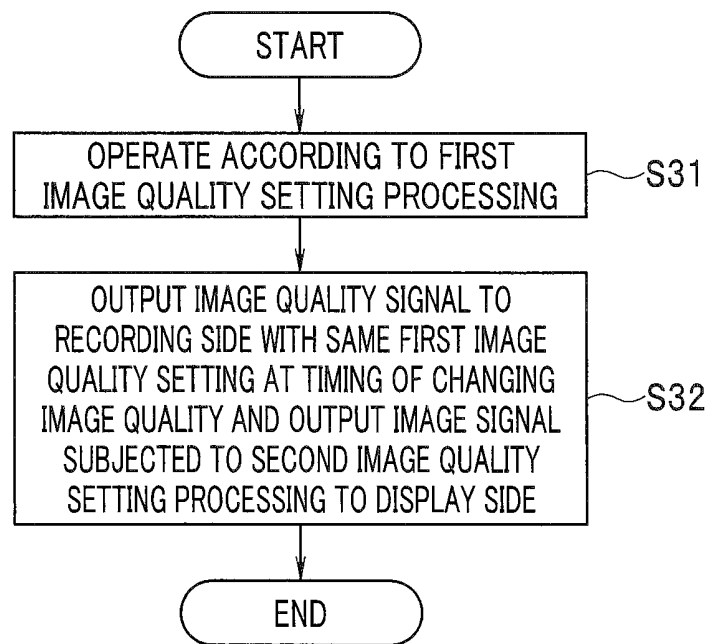 START
OPERATE ACCORDING TO FIRST
IMAGE QUALITY SETTING PROCESSING
S31
OUTPUT IMAGE QUALITY SIGNAL TO
RECORDING SIDE WITH SAME FIRST IMAGE
QUALITY SETTING AT TIMING OF CHANGING
IMAGE QUALITY AND OUTPUT IMAGE SIGNAL
SUBJECTED TO SECOND IMAGE QUALITY
SETTING PROCESSING TO DISPLAY SIDE
S32
END